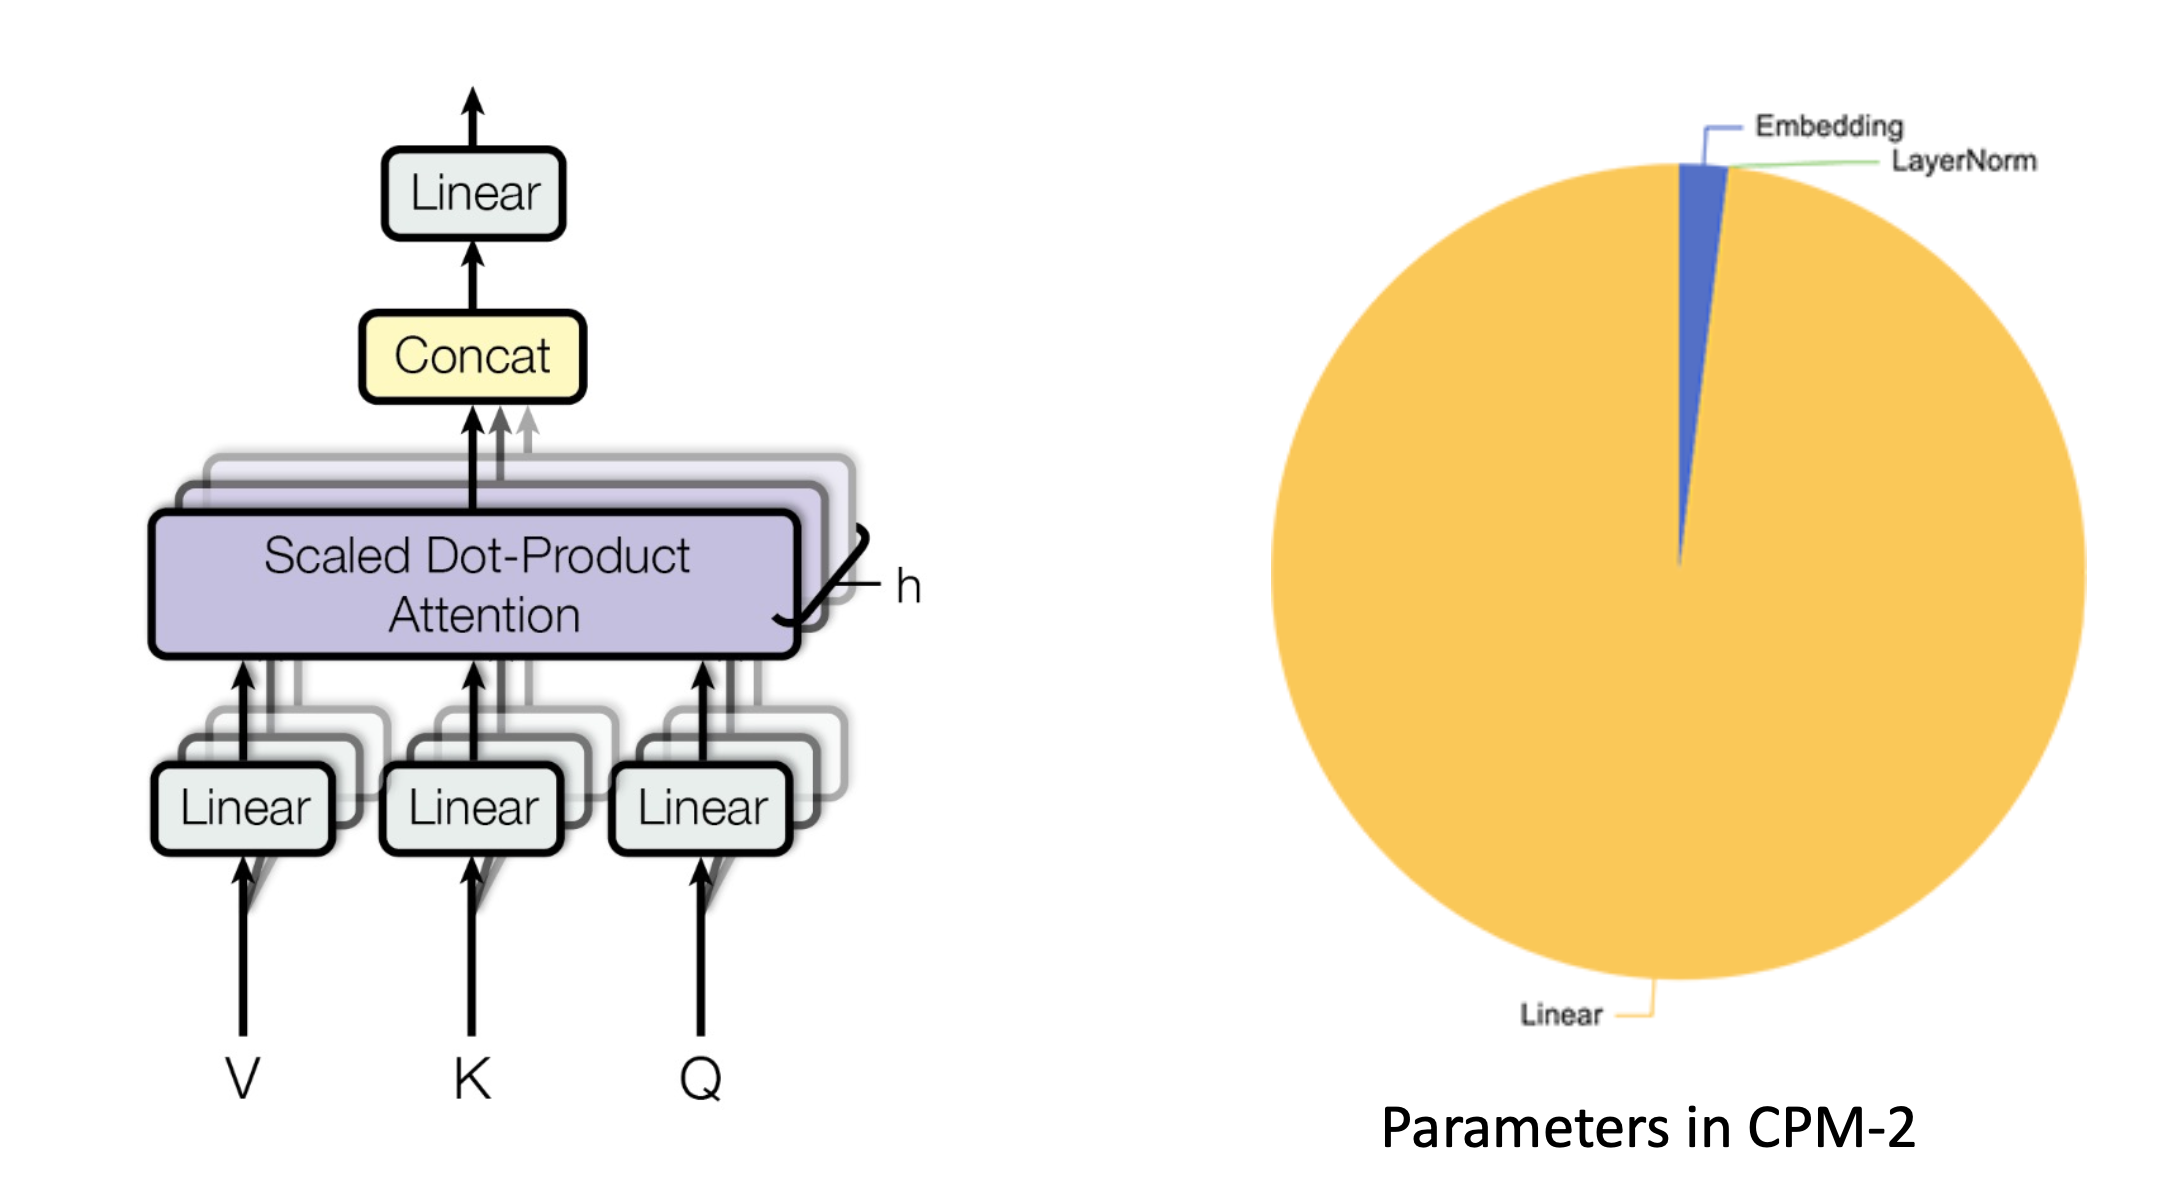 Linear
Concat
Scaled Dot-Product
Attention
h
Linear
Linear
Linear
V
K
Q
Embedding
LayerNorm
Linear
Parameters in CPM-2